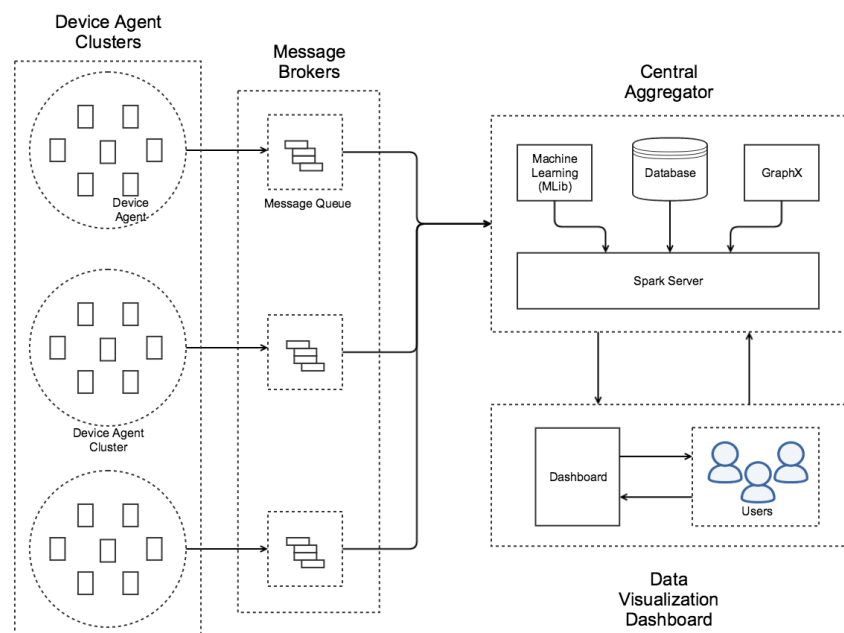 Device Agent
Clusters
Message
Brokers
Central
Aggregator
Device
Agent
Message Queue
Machine
Learning
(MLib)
Database
GraphX
Spark Server
Device Agent
Cluster
Dashboard
Users
Data
Visualization
Dashboard